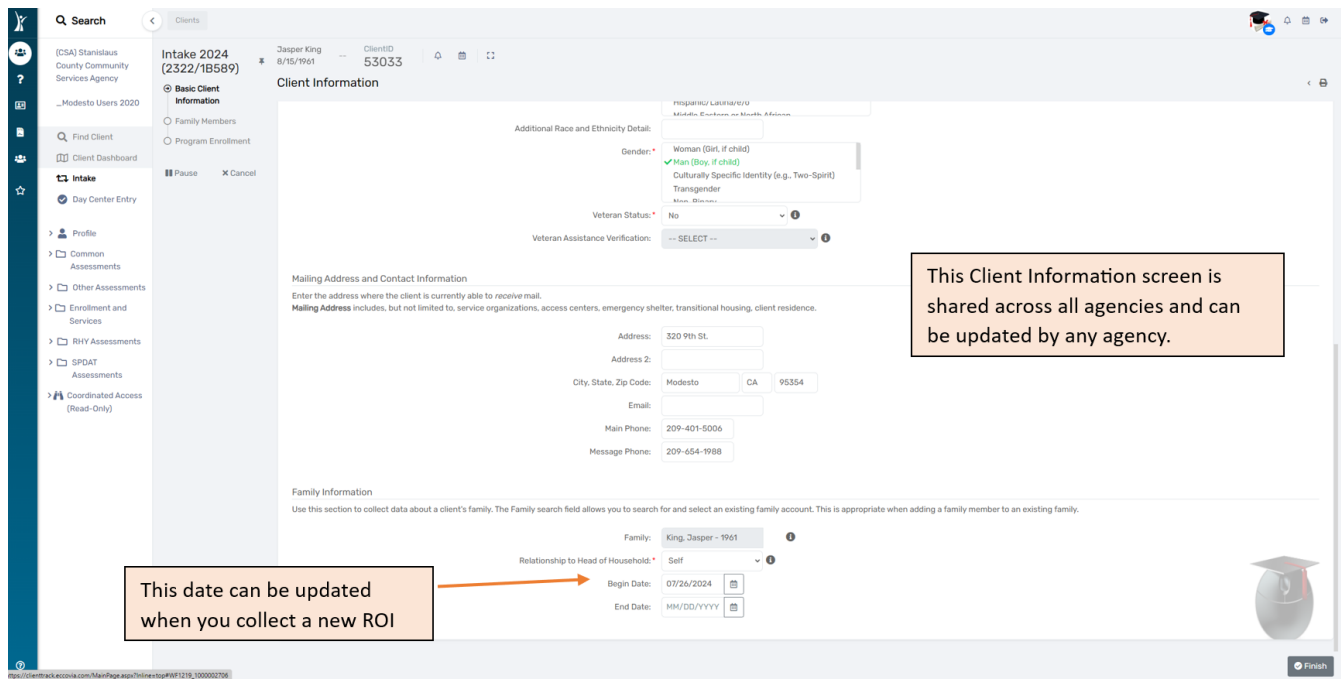 Search
Clients
(CSA) Stanislaus
County Community
Services Agency
_Modesto Users 2020
Find Client
Client Dashboard
Intake
Day Center Entry
Profile
Common
Assessments
Other Assessments
Enrollment and
Services
RHY Assessments
SPDAT
Assessments
Coordinated Access
(Read-Only)
Intake 2024
(2322/1B589)
Basic Client
Information
Family Members
Program Enrollment
Pause Cancel
Jasper King
8/15/1961
—
ClientID
53033
Client Information
Hispanic/Latina/e/o
Middle Eastern or North African
Additional Race and Ethnicity Detail:
Gender:*
Woman (Girl, if child)
Man (Boy, if child)
Culturally Specific Identity (e.g., Two-Spirit)
Transgender
Non-Binary
Veteran Status:* No
Veteran Assistance Verification: -- SELECT --
Mailing Address and Contact Information
Enter the address where the client is currently able to receive mail.
Mailing Address includes, but not limited to, service organizations, access centers, emergency shelter, transitional housing, client residence.
Address: 320 9th St.
Address 2:
City, State, Zip Code: Modesto CA 95354
Email:
Main Phone: 209-401-5006
Message Phone: 209-654-1988
Family Information
Use this section to collect data about a client's family. The Family search field allows you to search for and select an existing family account. This is appropriate when adding a family member to an existing family.
Family: King, Jasper - 1961
Relationship to Head of Household:* Self
Begin Date: 07/26/2024
End Date: MM/DD/YYYY
This Client Information screen is
shared across all agencies and can
be updated by any agency.
This date can be updated
when you collect a new ROI
Finish
ttps://clienttrack.eccovia.com/MainPage.aspx?inline=top#WF1219_1000002706